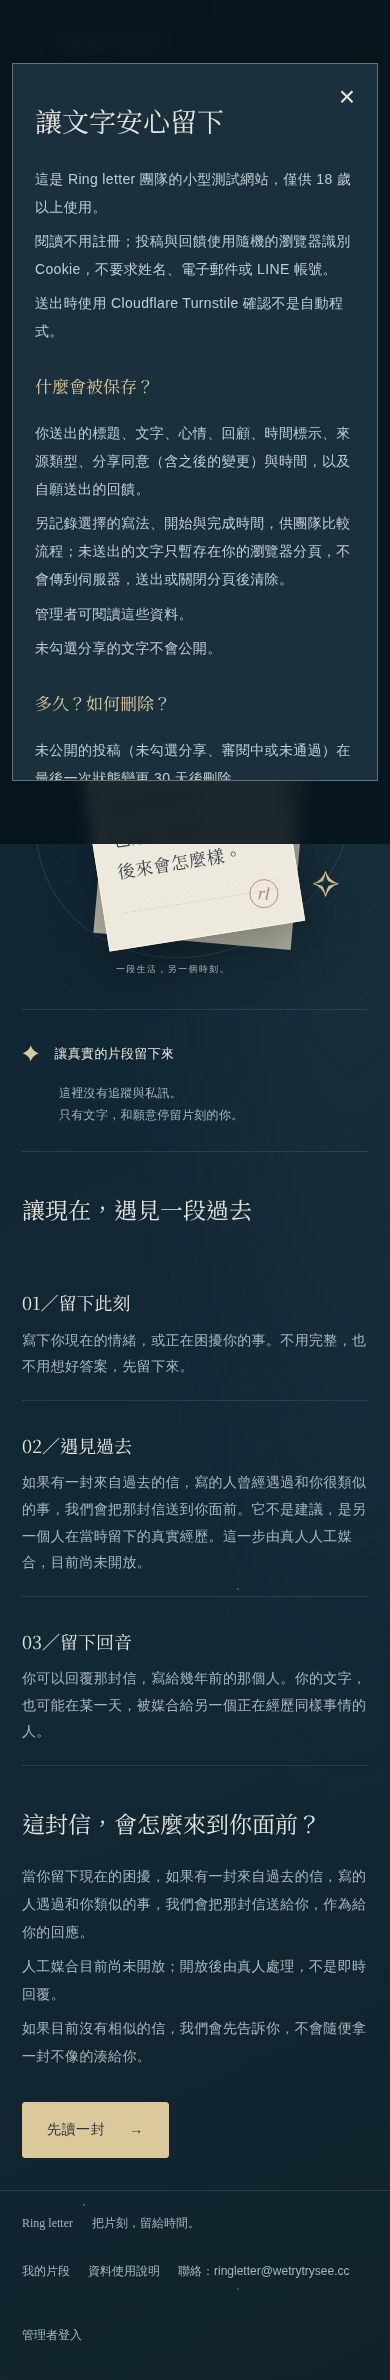 讓文字安心留下
這是 Ring letter 團隊的小型測試網站，僅供 18 歲
以上使用。
閱讀不用註冊；投稿與回饋使用隨機的瀏覽器識別
Cookie，不要求姓名、電子郵件或 LINE 帳號。
送出時使用 Cloudflare Turnstile 確認不是自動程
式。
什麼會被保存？
你送出的標題、文字、心情、回顧、時間標示、來
源類型、分享同意（含之後的變更）與時間，以及
自願送出的回饋。
另記錄選擇的寫法、開始與完成時間，供團隊比較
流程；未送出的文字只暫存在你的瀏覽器分頁，不
會傳到伺服器，送出或關閉分頁後清除。
管理者可閱讀這些資料。
未勾選分享的文字不會公開。
多久？如何刪除？
未公開的投稿（未勾選分享、審閱中或未通過）在
最後一次狀態變更 30 天後刪除
後來會怎麼樣。
rl
一段生活，另一個時刻。
讓真實的片段留下來
這裡沒有追蹤與私訊。
只有文字，和願意停留片刻的你。
讓現在，遇見一段過去
01／留下此刻
寫下你現在的情緒，或正在困擾你的事。不用完整，也
不用想好答案，先留下來。
02／遇見過去
如果有一封來自過去的信，寫的人曾經遇過和你很類似
的事，我們會把那封信送到你面前。它不是建議，是另
一個人在當時留下的真實經歷。這一步由真人人工媒
合，目前尚未開放。
03／留下回音
你可以回覆那封信，寫給幾年前的那個人。你的文字，
也可能在某一天，被媒合給另一個正在經歷同樣事情的
人。
這封信，會怎麼來到你面前？
當你留下現在的困擾，如果有一封來自過去的信，寫的
人遇過和你類似的事，我們會把那封信送給你，作為給
你的回應。
人工媒合目前尚未開放；開放後由真人處理，不是即時
回覆。
如果目前沒有相似的信，我們會先告訴你，不會隨便拿
一封不像的湊給你。
先讀一封 →
Ring letter 把片刻，留給時間。
我的片段 資料使用說明 聯絡：ringletter@wetrytrysee.cc
管理者登入